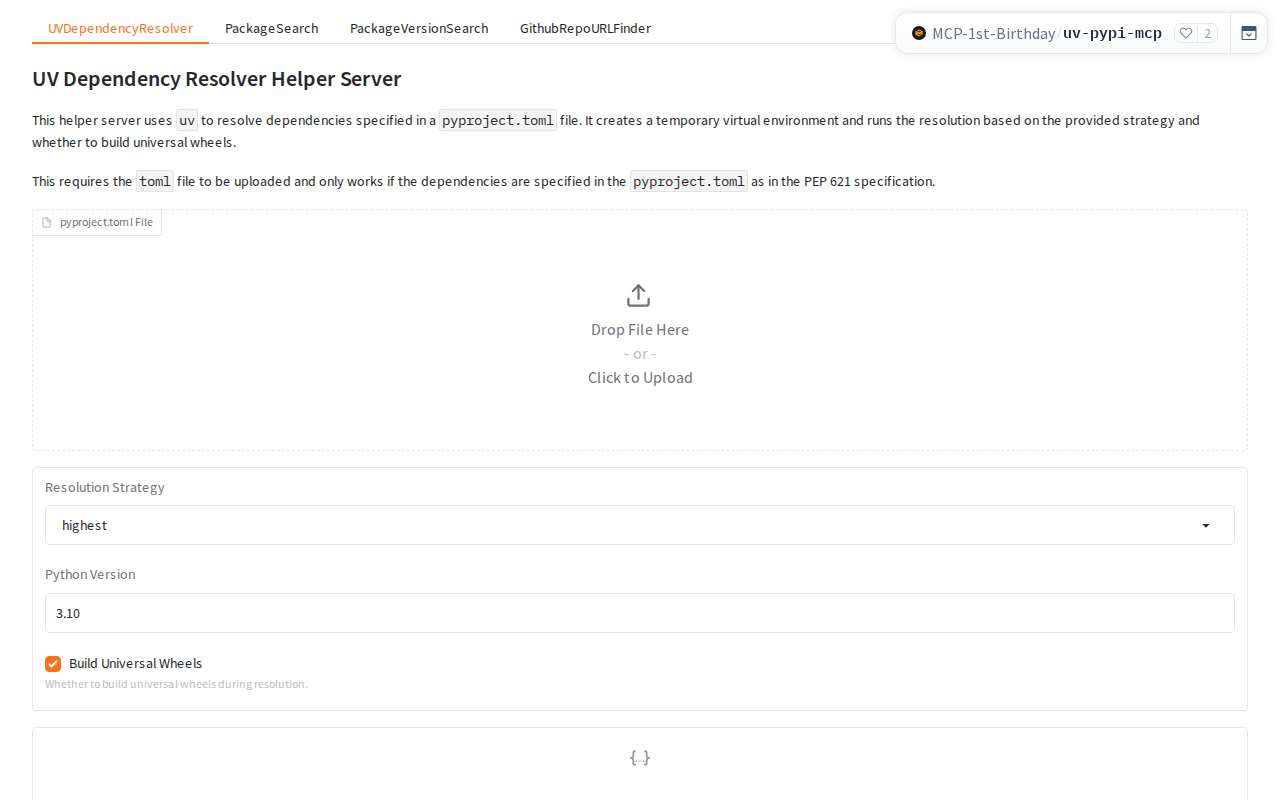 UVDependencyResolver PackageSearch PackageVersionSearch GithubRepoURLFinder
MCP-1st-Birthday/uv-pypi-mcp 2
UV Dependency Resolver Helper Server
This helper server uses uv to resolve dependencies specified in a pyproject.toml file. It creates a temporary virtual environment and runs the resolution based on the provided strategy and
whether to build universal wheels.
This requires the toml file to be uploaded and only works if the dependencies are specified in the pyproject.toml as in the PEP 621 specification.
pyproject.toml File
Drop File Here
- or -
Click to Upload
Resolution Strategy
highest
Python Version
3.10
Build Universal Wheels
Whether to build universal wheels during resolution.
{...}